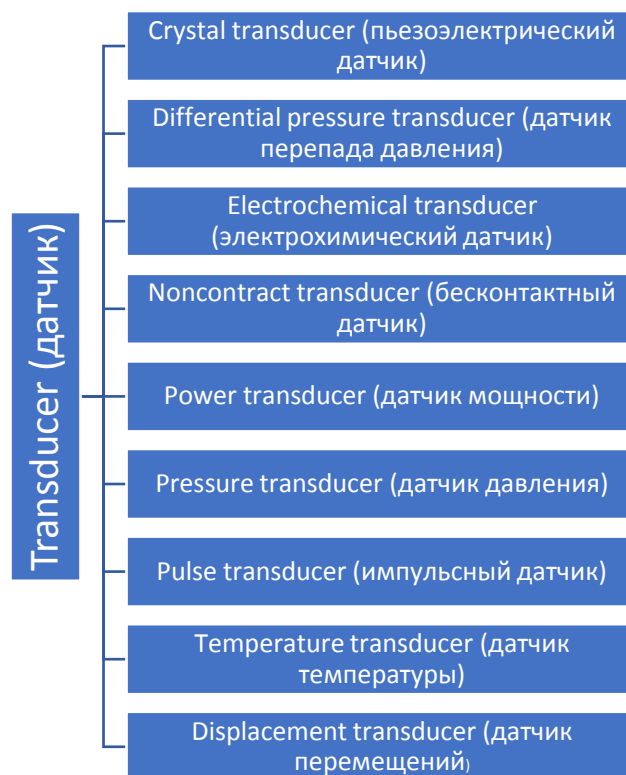 Transducer (датчик)
Crystal transducer (пьезоэлектрический
датчик)
Differential pressure transducer (датчик
перепада давления)
Electrochemical transducer
(электрохимический датчик)
Noncontract transducer (бесконтактный
датчик)
Power transducer (датчик мощности)
Pressure transducer (датчик давления)
Pulse transducer (импульсный датчик)
Temperature transducer (датчик
температуры)
Displacement transducer (датчик
перемещений)